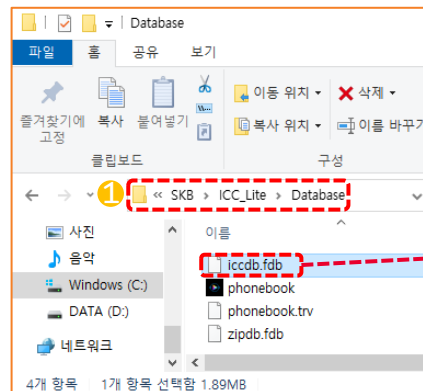 Database
파일 홈 공유 보기
즐겨찾기에 고정
복사
붙여넣기
이동 위치
복사 위치
삭제
이름 바꾸기
클립보드
구성
1
« SKB > ICC_Lite > Database
사진
음악
Windows (C:)
DATA (D:)
네트워크
이름
iccdb.fdb
phonebook
phonebook.trv
zipdb.fdb
4개 항목 1개 항목 선택함 1.89MB